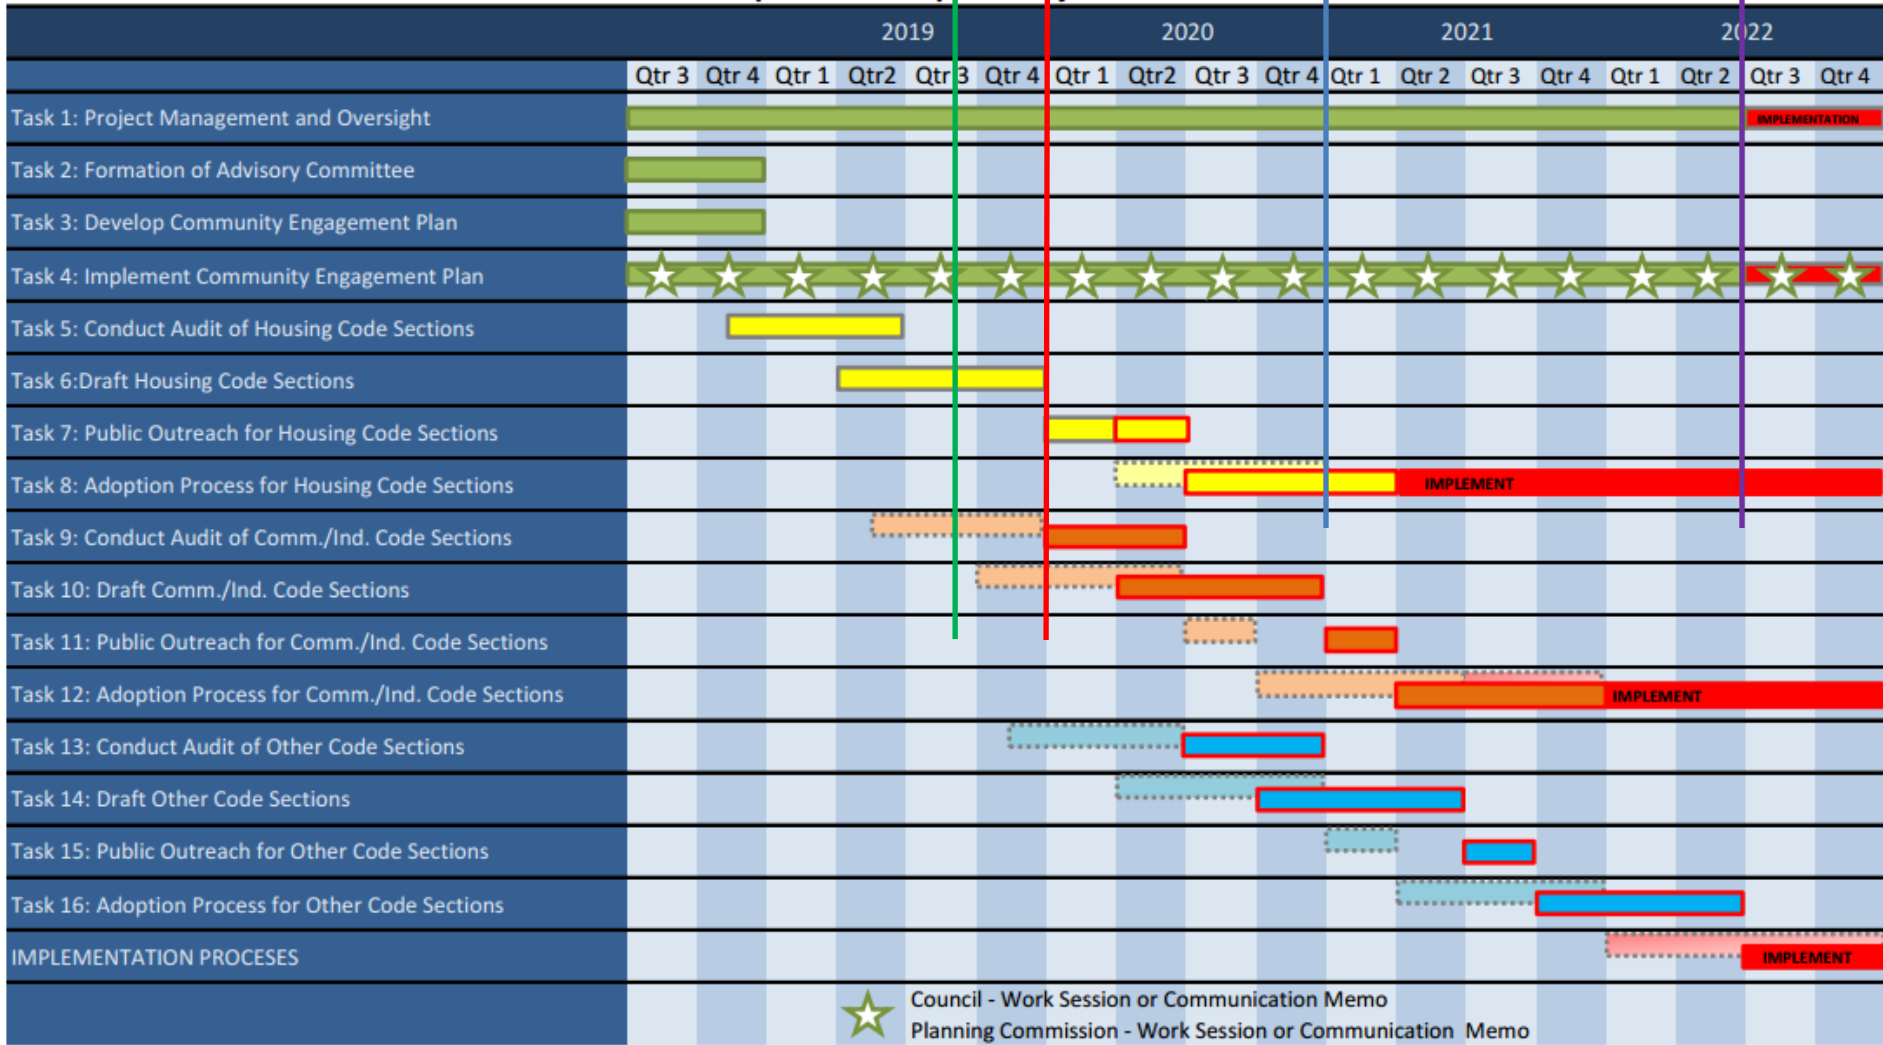 2019 2020 2021 2022
Qtr 3 Qtr 4 Qtr 1 Qtr2 Qtr 3 Qtr 4 Qtr 1 Qtr2 Qtr 3 Qtr 4 Qtr 1 Qtr 2 Qtr 3 Qtr 4 Qtr 1 Qtr 2 Qtr 3 Qtr 4
Task 1: Project Management and Oversight IMPLEMENTATION
Task 2: Formation of Advisory Committee
Task 3: Develop Community Engagement Plan
Task 4: Implement Community Engagement Plan
Task 5: Conduct Audit of Housing Code Sections
Task 6:Draft Housing Code Sections
Task 7: Public Outreach for Housing Code Sections
Task 8: Adoption Process for Housing Code Sections IMPLEMENT
Task 9: Conduct Audit of Comm./Ind. Code Sections
Task 10: Draft Comm./Ind. Code Sections
Task 11: Public Outreach for Comm./Ind. Code Sections
Task 12: Adoption Process for Comm./Ind. Code Sections IMPLEMENT
Task 13: Conduct Audit of Other Code Sections
Task 14: Draft Other Code Sections
Task 15: Public Outreach for Other Code Sections
Task 16: Adoption Process for Other Code Sections
IMPLEMENTATION PROCESES IMPLEMENT
Council - Work Session or Communication Memo
Planning Commission - Work Session or Communication Memo